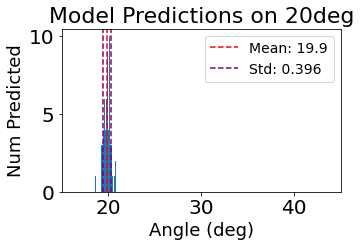 Model Predictions on 20deg
Mean: 19.9
Std: 0.396
Num Predicted
10
0
20
30
40
Angle (deg)